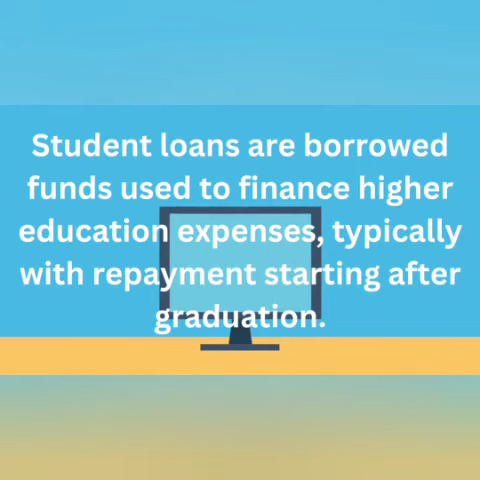 Student loans are borrowed
funds used to finance higher
education expenses, typically
with repayment starting after
graduation.